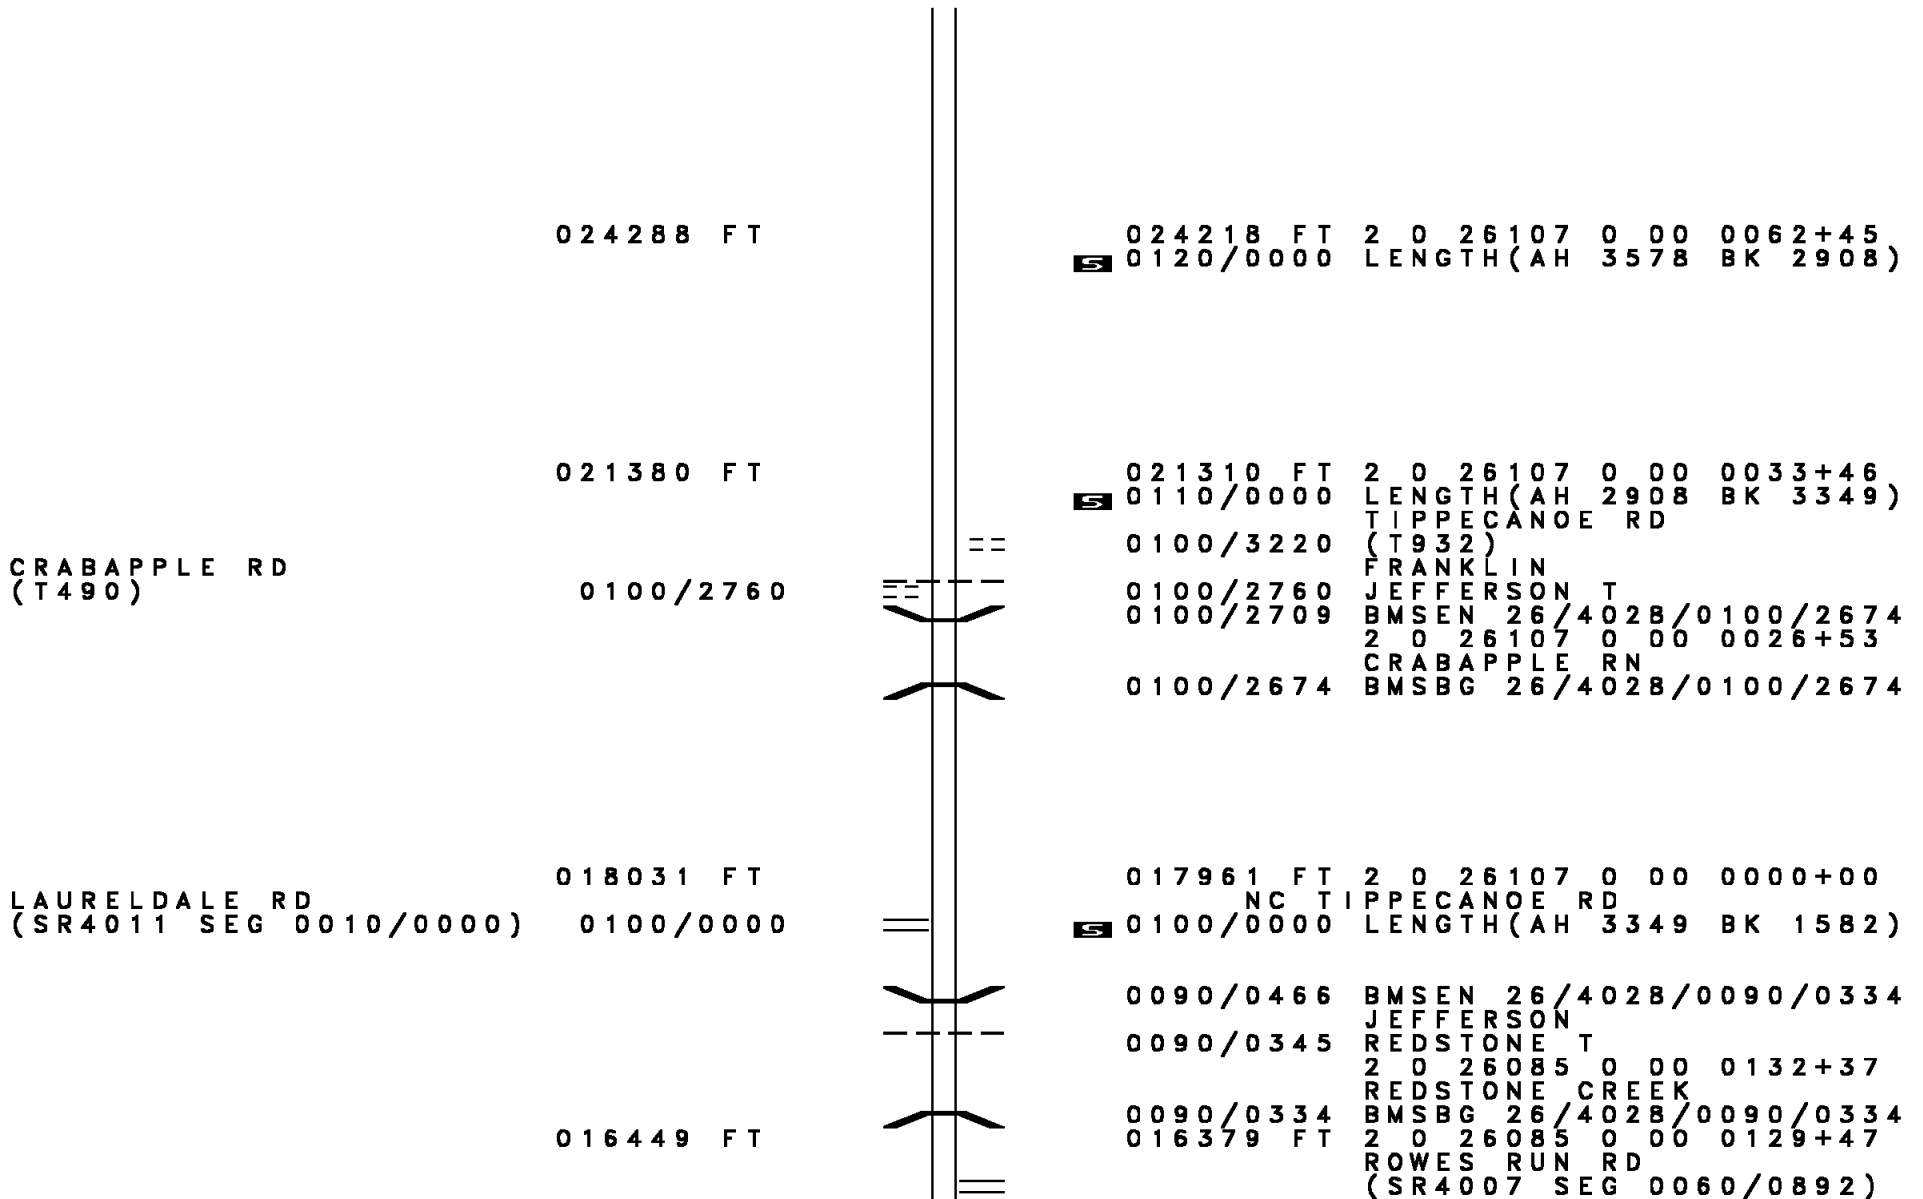 024288 FT 024218 FT 2 0 26107 0 00 0062+45
S 0120/0000 LENGTH(AH 3578 BK 2908)
021380 FT 021310 FT 2 0 26107 0 00 0033+46
S 0110/0000 LENGTH(AH 2908 BK 3349)
TIPPECANOE RD
0100/3220 (T932)
CRABAPPLE RD FRANKLIN
(T490) 0100/2760 0100/2760 JEFFERSON T
0100/2709 BMSEN 26/4028/0100/2674
2 0 26107 0 00 0026+53
CRABAPPLE RN
0100/2674 BMSBG 26/4028/0100/2674
018031 FT 017961 FT 2 0 26107 0 00 0000+00
LAURELDALE RD NC TIPPECANOE RD
(SR4011 SEG 0010/0000) 0100/0000 S 0100/0000 LENGTH(AH 3349 BK 1582)
0090/0466 BMSEN 26/4028/0090/0334
JEFFERSON
0090/0345 REDSTONE T
2 0 26085 0 00 0132+37
REDSTONE CREEK
0090/0334 BMSBG 26/4028/0090/0334
016449 FT 016379 FT 2 0 26085 0 00 0129+47
ROWES RUN RD
(SR4007 SEG 0060/0892)